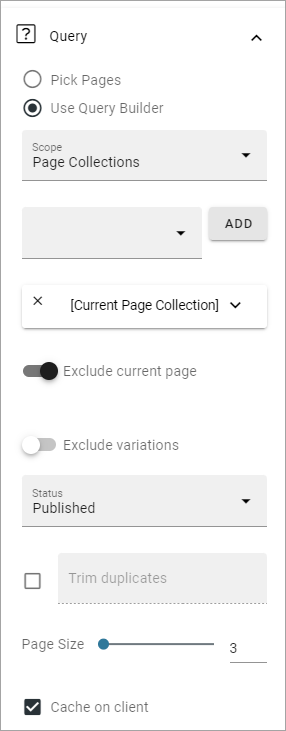 Query
Pick Pages
Use Query Builder
Scope
Page Collections
ADD
[Current Page Collection]
Exclude current page
Exclude variations
Status
Published
Trim duplicates
Page Size 3
Cache on client